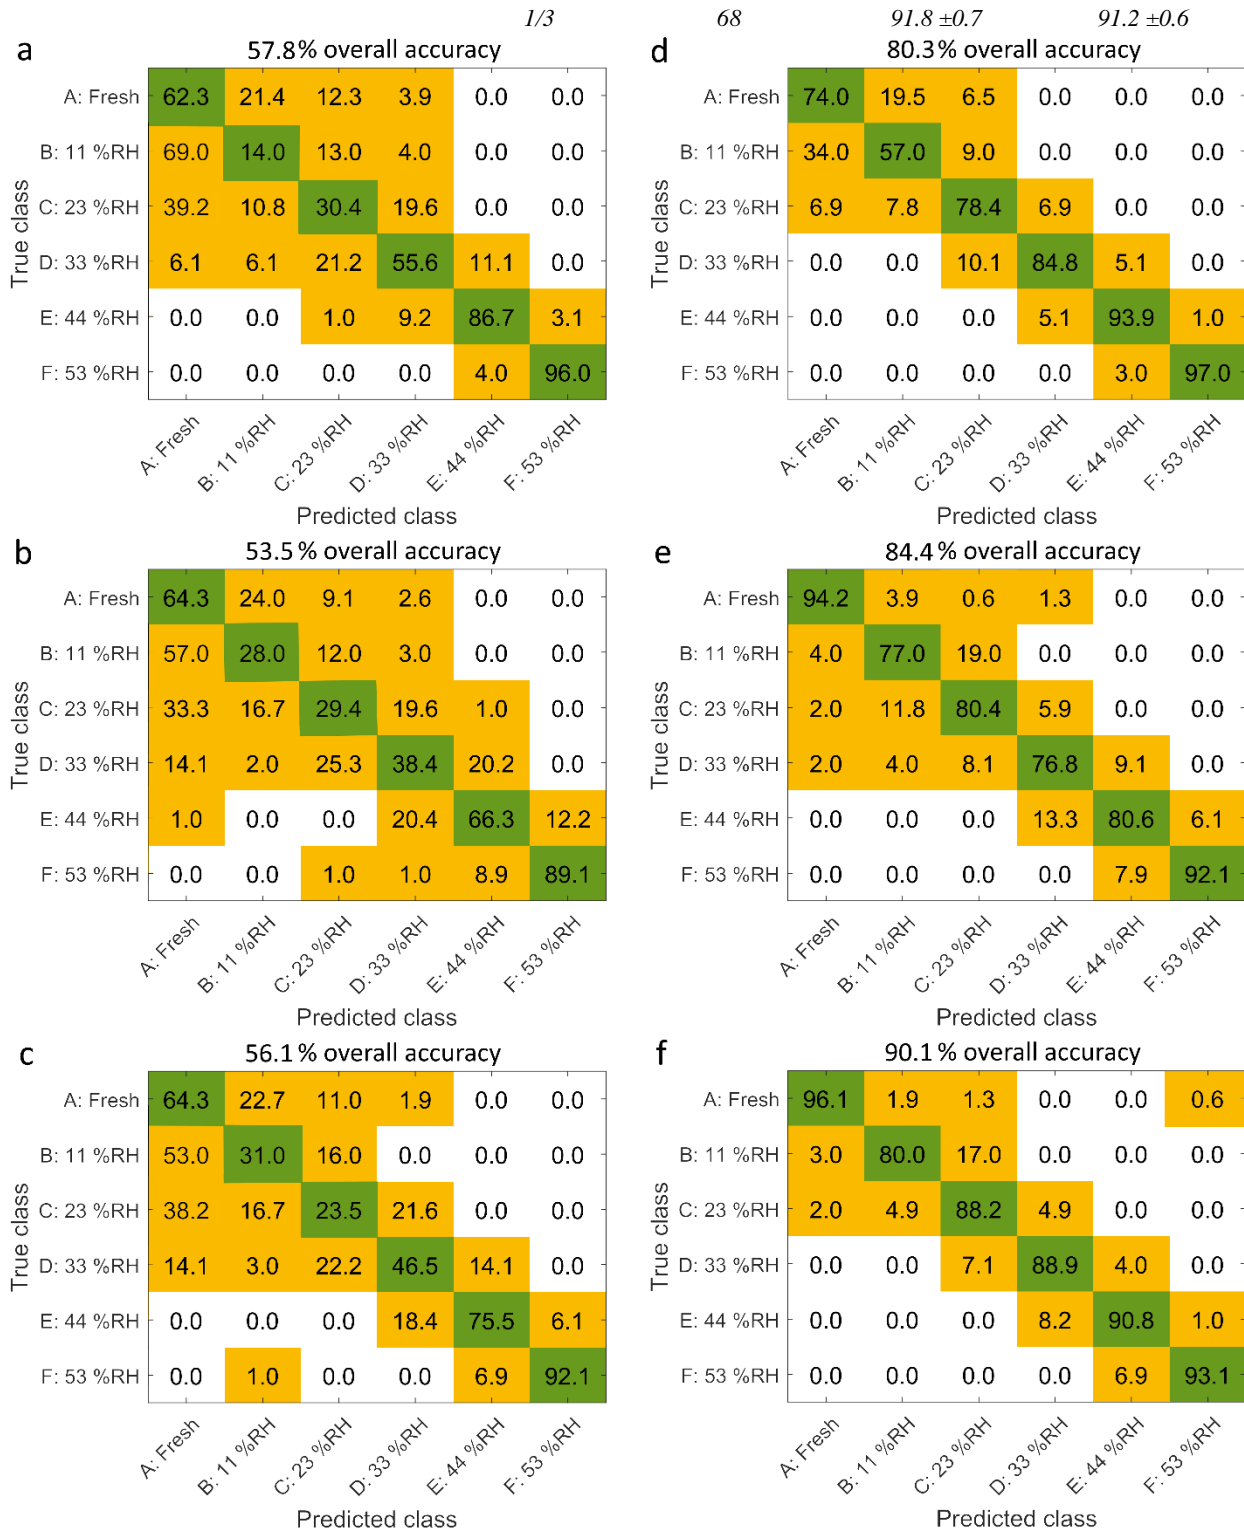 1/3 68 91.8 ±0.7 91.2 ±0.6
a
57.8% overall accuracy
True class
A: Fresh 62.3 21.4 12.3 3.9 0.0 0.0
B: 11 %RH 69.0 14.0 13.0 4.0 0.0 0.0
C: 23 %RH 39.2 10.8 30.4 19.6 0.0 0.0
D: 33 %RH 6.1 6.1 21.2 55.6 11.1 0.0
E: 44 %RH 0.0 0.0 1.0 9.2 86.7 3.1
F: 53 %RH 0.0 0.0 0.0 0.0 4.0 96.0
A: Fresh B: 11 %RH C: 23 %RH D: 33 %RH E: 44 %RH F: 53 %RH
Predicted class
b
53.5% overall accuracy
True class
A: Fresh 64.3 24.0 9.1 2.6 0.0 0.0
B: 11 %RH 57.0 28.0 12.0 3.0 0.0 0.0
C: 23 %RH 33.3 16.7 29.4 19.6 1.0 0.0
D: 33 %RH 14.1 2.0 25.3 38.4 20.2 0.0
E: 44 %RH 1.0 0.0 0.0 20.4 66.3 12.2
F: 53 %RH 0.0 0.0 1.0 1.0 8.9 89.1
A: Fresh B: 11 %RH C: 23 %RH D: 33 %RH E: 44 %RH F: 53 %RH
Predicted class
c
56.1% overall accuracy
True class
A: Fresh 64.3 22.7 11.0 1.9 0.0 0.0
B: 11 %RH 53.0 31.0 16.0 0.0 0.0 0.0
C: 23 %RH 38.2 16.7 23.5 21.6 0.0 0.0
D: 33 %RH 14.1 3.0 22.2 46.5 14.1 0.0
E: 44 %RH 0.0 0.0 0.0 18.4 75.5 6.1
F: 53 %RH 0.0 1.0 0.0 0.0 6.9 92.1
A: Fresh B: 11 %RH C: 23 %RH D: 33 %RH E: 44 %RH F: 53 %RH
Predicted class
d
80.3% overall accuracy
True class
A: Fresh 74.0 19.5 6.5 0.0 0.0 0.0
B: 11 %RH 34.0 57.0 9.0 0.0 0.0 0.0
C: 23 %RH 6.9 7.8 78.4 6.9 0.0 0.0
D: 33 %RH 0.0 0.0 10.1 84.8 5.1 0.0
E: 44 %RH 0.0 0.0 0.0 5.1 93.9 1.0
F: 53 %RH 0.0 0.0 0.0 0.0 3.0 97.0
A: Fresh B: 11 %RH C: 23 %RH D: 33 %RH E: 44 %RH F: 53 %RH
Predicted class
e
84.4% overall accuracy
True class
A: Fresh 94.2 3.9 0.6 1.3 0.0 0.0
B: 11 %RH 4.0 77.0 19.0 0.0 0.0 0.0
C: 23 %RH 2.0 11.8 80.4 5.9 0.0 0.0
D: 33 %RH 2.0 4.0 8.1 76.8 9.1 0.0
E: 44 %RH 0.0 0.0 0.0 13.3 80.6 6.1
F: 53 %RH 0.0 0.0 0.0 0.0 7.9 92.1
A: Fresh B: 11 %RH C: 23 %RH D: 33 %RH E: 44 %RH F: 53 %RH
Predicted class
f
90.1% overall accuracy
True class
A: Fresh 96.1 1.9 1.3 0.0 0.0 0.6
B: 11 %RH 3.0 80.0 17.0 0.0 0.0 0.0
C: 23 %RH 2.0 4.9 88.2 4.9 0.0 0.0
D: 33 %RH 0.0 0.0 7.1 88.9 4.0 0.0
E: 44 %RH 0.0 0.0 0.0 8.2 90.8 1.0
F: 53 %RH 0.0 0.0 0.0 0.0 6.9 93.1
A: Fresh B: 11 %RH C: 23 %RH D: 33 %RH E: 44 %RH F: 53 %RH
Predicted class